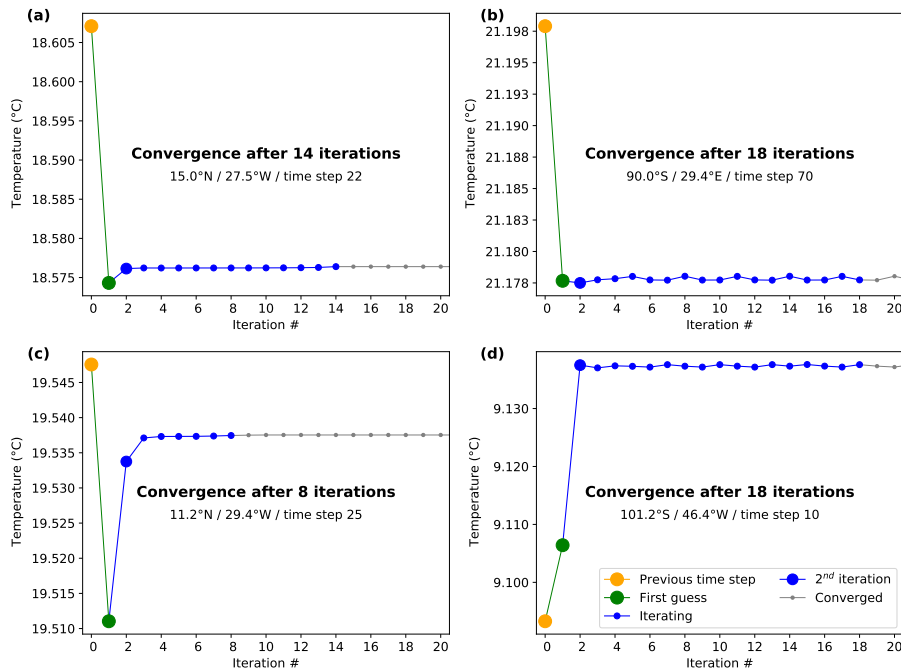 (a)
18.605
18.600
18.595
18.590
18.585
18.580
18.575
Temperature (°C)
Convergence after 14 iterations
15.0°N / 27.5°W / time step 22
0 2 4 6 8 10 12 14 16 18 20
Iteration #
(b)
21.198
21.195
21.193
21.190
21.188
21.185
21.183
21.180
21.178
Temperature (°C)
Convergence after 18 iterations
90.0°S / 29.4°E / time step 70
0 2 4 6 8 10 12 14 16 18 20
Iteration #
(c)
19.545
19.540
19.535
19.530
19.525
19.520
19.515
19.510
Temperature (°C)
Convergence after 8 iterations
11.2°N / 29.4°W / time step 25
0 2 4 6 8 10 12 14 16 18 20
Iteration #
(d)
9.130
9.120
9.110
9.100
Temperature (°C)
Convergence after 18 iterations
101.2°S / 46.4°W / time step 10
Previous time step
First guess
Iterating
2nd iteration
Converged
0 2 4 6 8 10 12 14 16 18 20
Iteration #